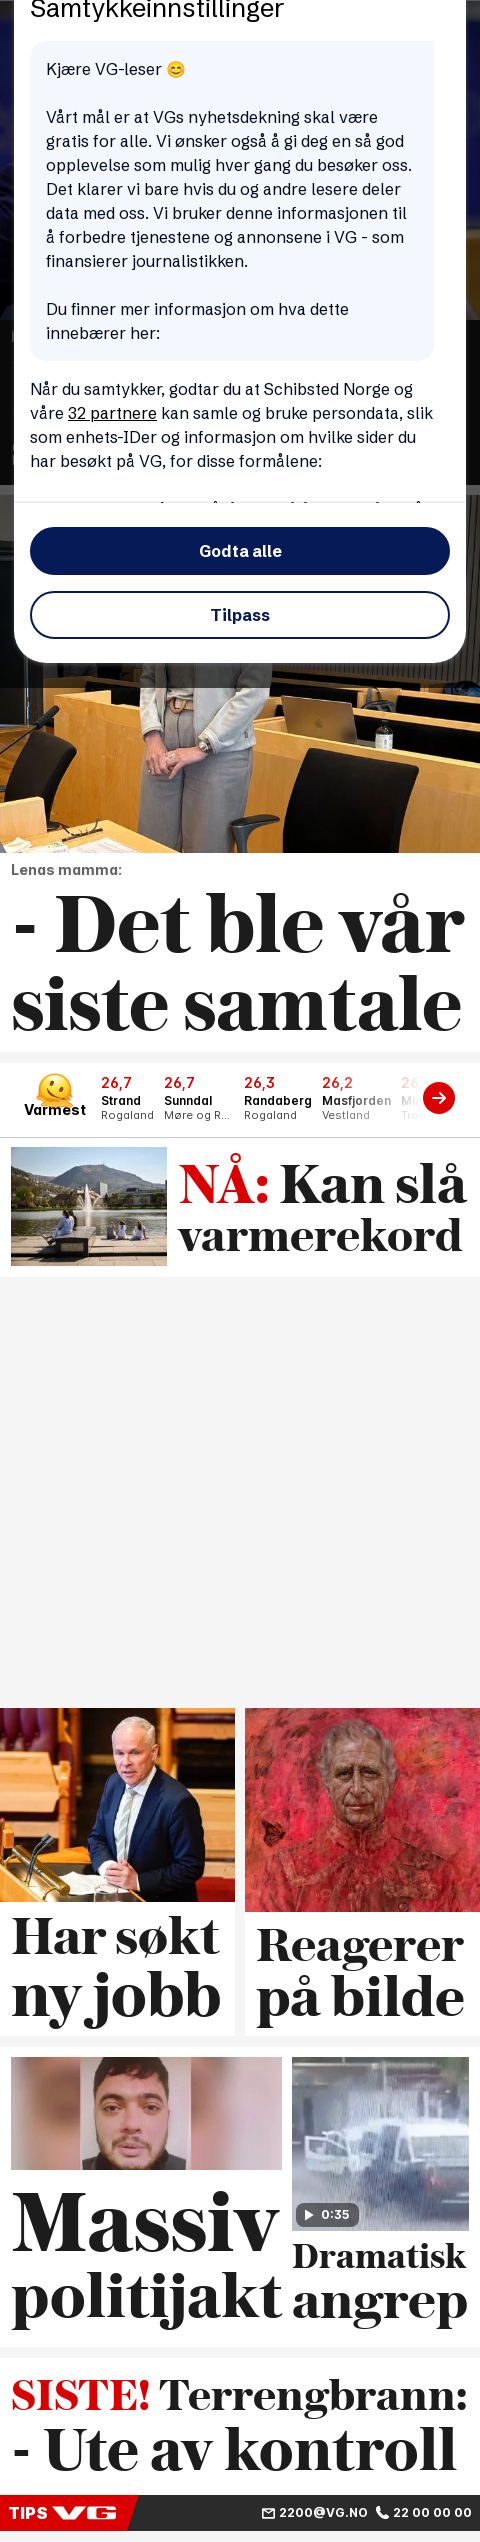 Samtykkeinnstillinger
Kjære VG-leser 😊
Vårt mål er at VGs nyhetsdekning skal være
gratis for alle. Vi ønsker også å gi deg en så god
opplevelse som mulig hver gang du besøker oss.
Det klarer vi bare hvis du og andre lesere deler
data med oss. Vi bruker denne informasjonen til
å forbedre tjenestene og annonsene i VG - som
finansierer journalistikken.
Du finner mer informasjon om hva dette
innebærer her:
Når du samtykker, godtar du at Schibsted Norge og
våre 32 partnere kan samle og bruke persondata, slik
som enhets-IDer og informasjon om hvilke sider du
har besøkt på VG, for disse formålene:
Godta alle
Tilpass
Lenas mamma:
- Det ble vår
siste samtale
Varmest
26,7
Strand
Rogaland
26,7
Sunndal
Møre og R...
26,3
Randaberg
Rogaland
26,2
Masfjorden
Vestland
26
NÅ: Kan slå
varmerekord
Har søkt
ny jobb
Reagerer
på bilde
Massiv
politijakt
0:35
Dramatisk
angrep
SISTE! Terrengbrann:
- Ute av kontroll
TIPS VG
2200@VG.NO 22 00 00 00